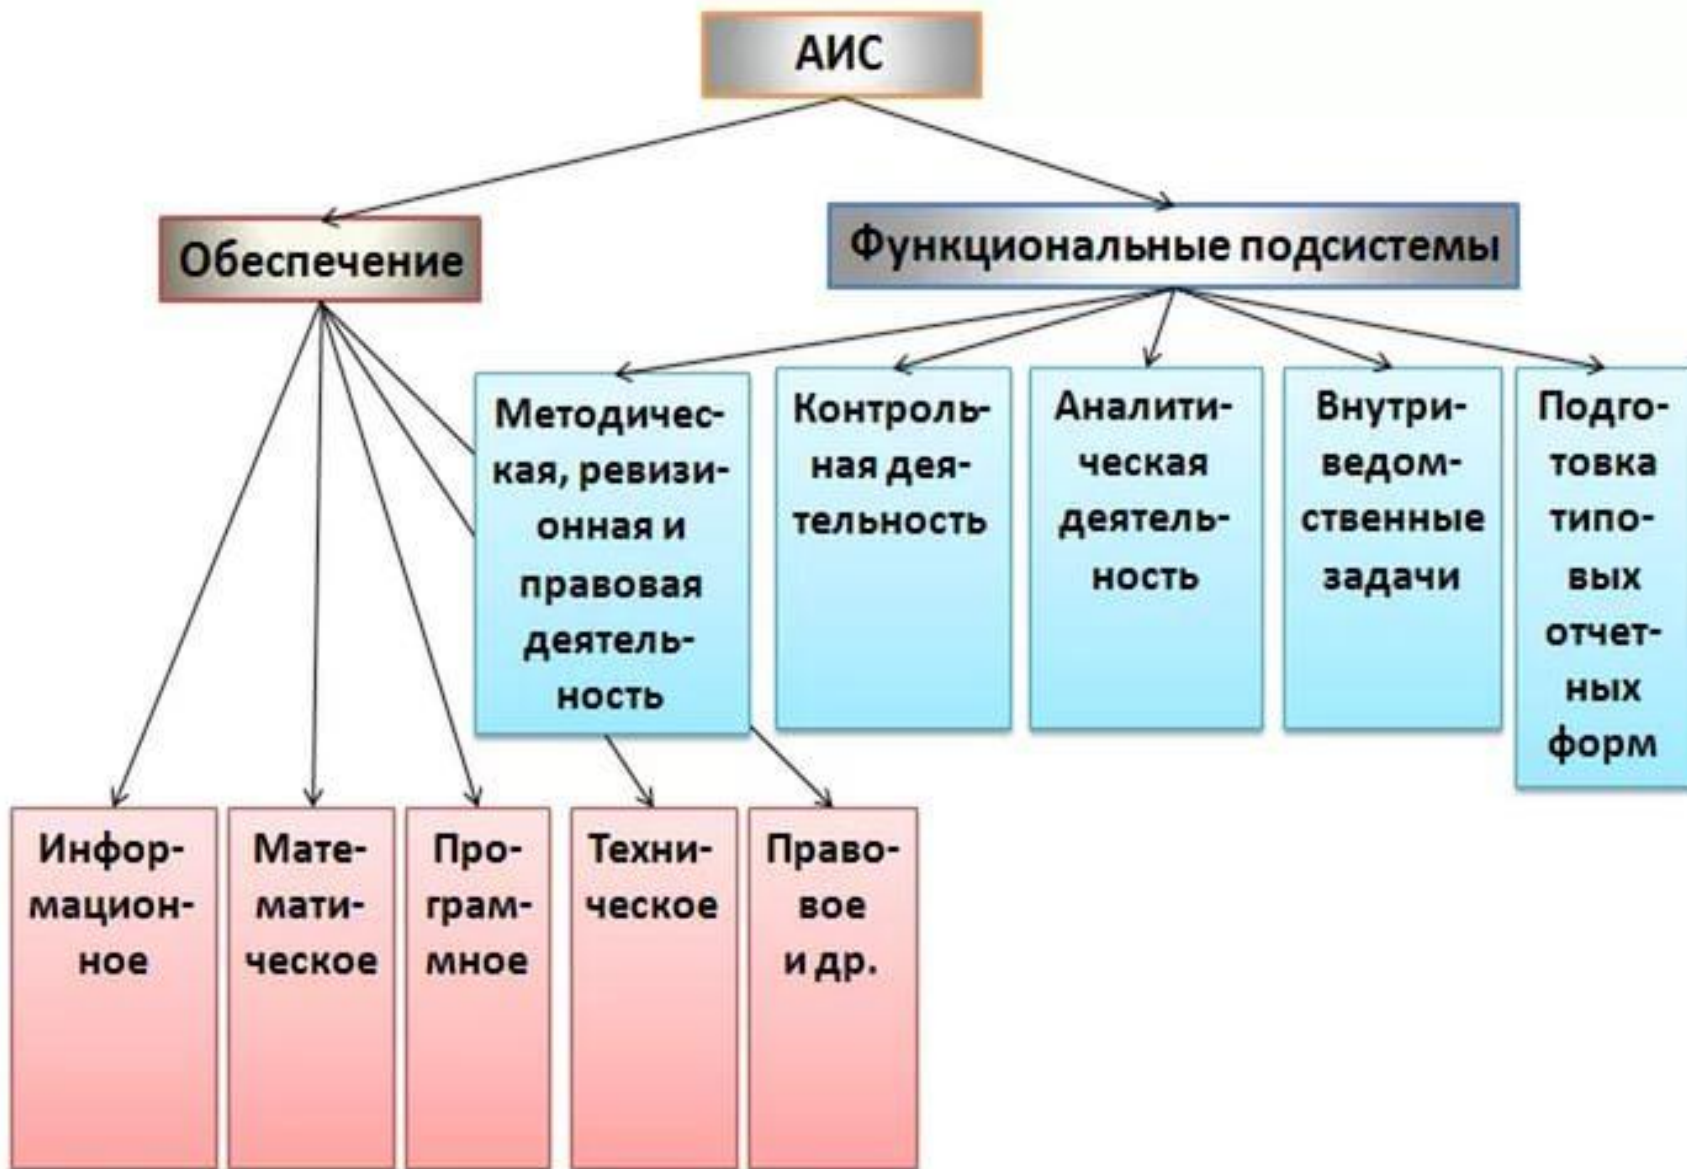 АИС
Обеспечение
Функциональные подсистемы
Методичес-
кая, ревизи-
онная и
правовая
деятель-
ность
Контроль-
ная дея-
тельность
Аналити-
ческая
деятель-
ность
Внутри-
ведом-
ственные
задачи
Подго-
товка
типо-
вых
отчет-
ных
форм
Инфор-
мацион-
ное
Мате-
мати-
ческое
Про-
грам-
мное
Техни-
ческое
Право-
вое
и др.